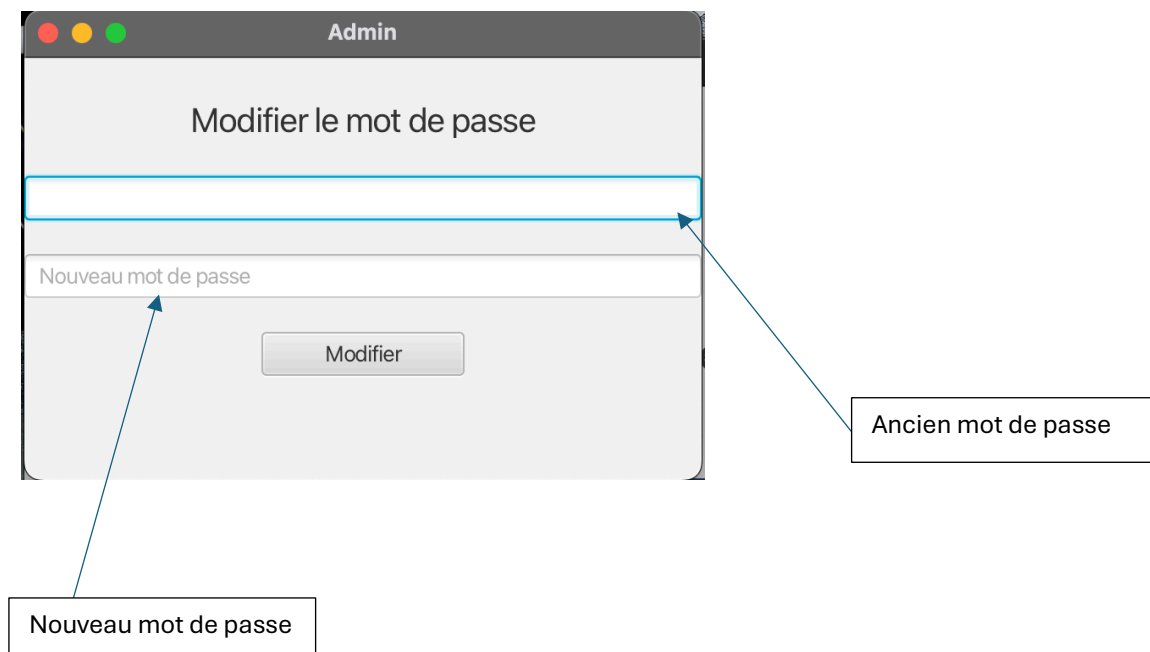 Admin
Modifier le mot de passe
Nouveau mot de passe
Modifier
Ancien mot de passe
Nouveau mot de passe